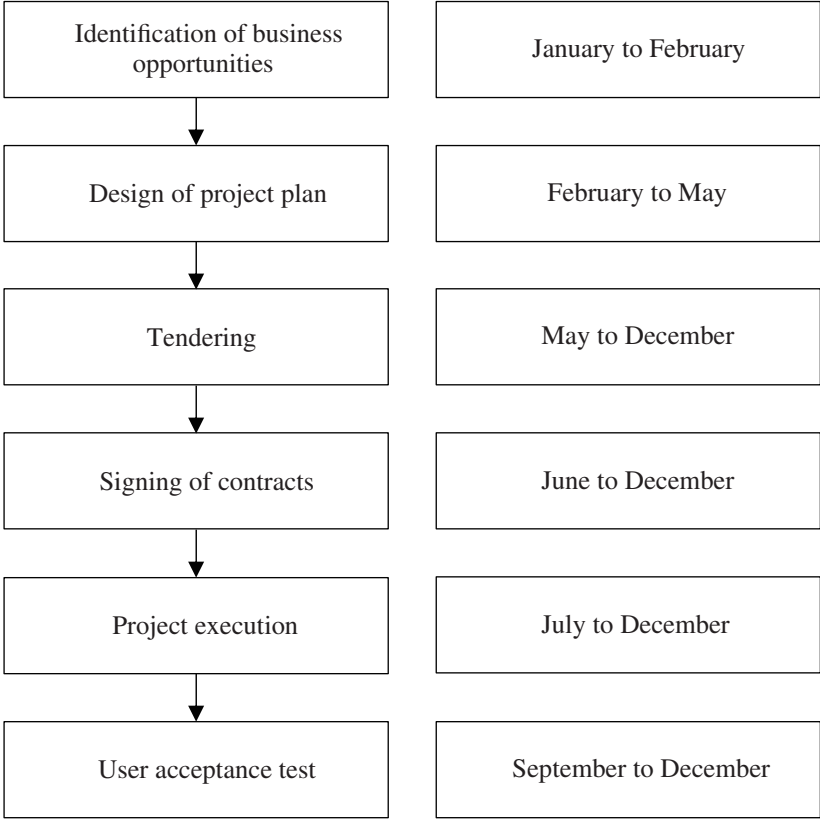 Identification of business
opportunities
January to February
Design of project plan
February to May
Tendering
May to December
Signing of contracts
June to December
Project execution
July to December
User acceptance test
September to December